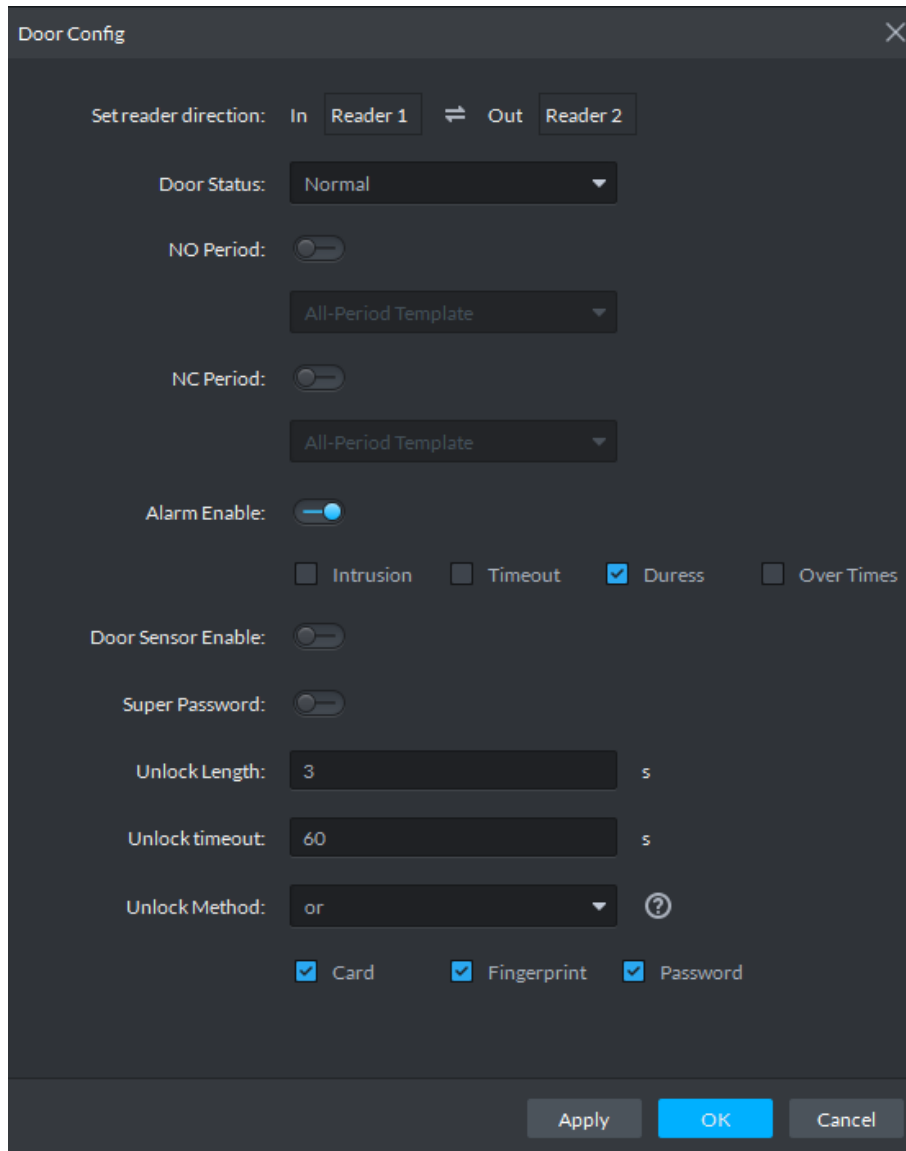 Door Config
Set reader direction: In Reader 1 ⇌ Out Reader 2
Door Status: Normal
NO Period:
All-Period Template
NC Period:
All-Period Template
Alarm Enable:
Intrusion Timeout Duress Over Times
Door Sensor Enable:
Super Password:
Unlock Length: 3 s
Unlock timeout: 60 s
Unlock Method: or ?
Card Fingerprint Password
Apply OK Cancel